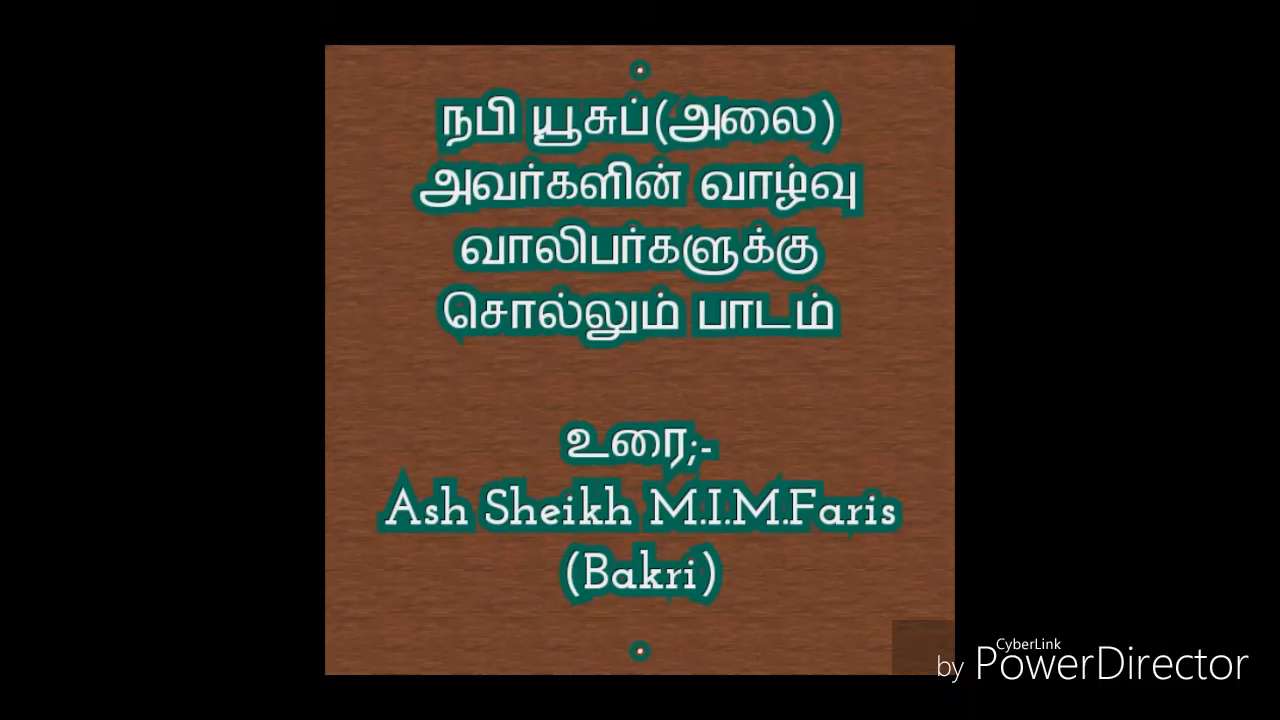 நபி யூசுப்(அலை)
அவர்களின் வாழ்வு
வாலிபர்களுக்கு
சொல்லும் பாடம்
உரை;-
Ash Sheikh M.I.M.Faris
(Bakri)
CyberLink
by PowerDirector